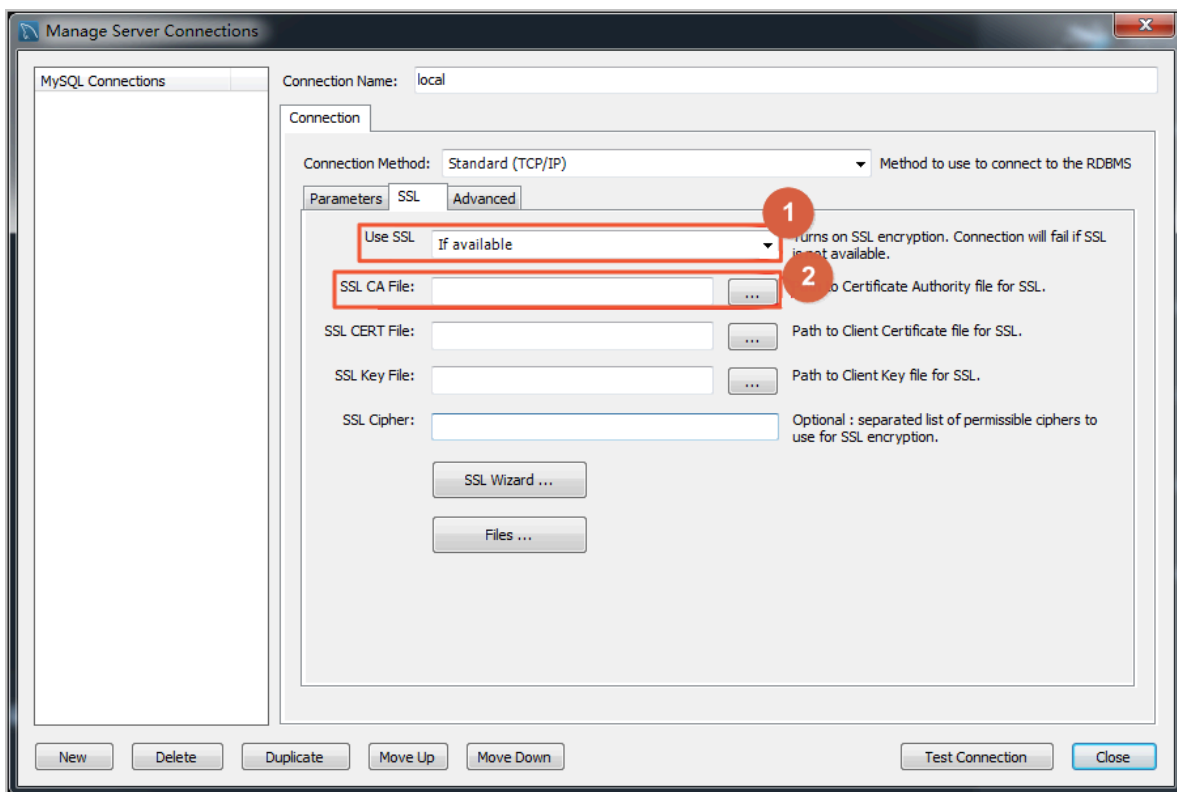 Manage Server Connections
MySQL Connections
Connection Name: local
Connection
Connection Method: Standard (TCP/IP) Method to use to connect to the RDBMS
Parameters SSL Advanced
1
Use SSL If available Turns on SSL encryption. Connection will fail if SSL
is not available.
2
SSL CA File: ... to Certificate Authority file for SSL.
SSL CERT File: ... Path to Client Certificate file for SSL.
SSL Key File: ... Path to Client Key file for SSL.
SSL Cipher: Optional : separated list of permissible ciphers to
use for SSL encryption.
SSL Wizard ...
Files ...
New Delete Duplicate Move Up Move Down Test Connection Close